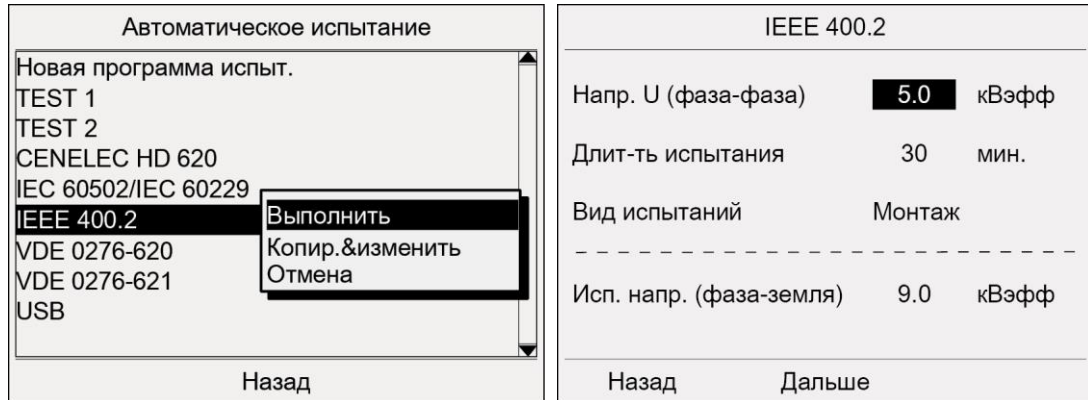 Автоматическое испытание
Новая программа испыт.
TEST 1
TEST 2
CENELEC HD 620
IEC 60502/IEC 60229
IEEE 400.2
VDE 0276-620
VDE 0276-621
USB
Выполнить
Копир.&изменить
Отмена
Назад
IEEE 400.2
Напр. U (фаза-фаза) 5.0 кВэфф
Длит-ть испытания 30 мин.
Вид испытаний Монтаж
Исп. напр. (фаза-земля) 9.0 кВэфф
Назад Дальше